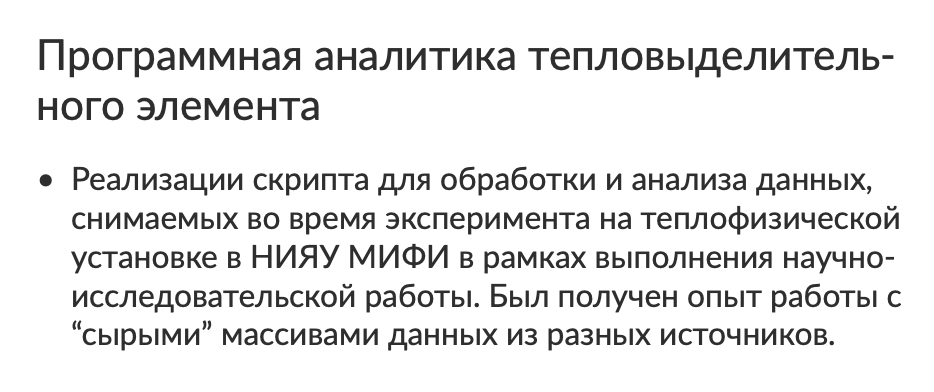 Программная аналитика тепловыделитель-
ного элемента
• Реализации скрипта для обработки и анализа данных,
снимаемых во время эксперимента на теплофизической
установке в НИЯУ МИФИ в рамках выполнения научно-
исследовательской работы. Был получен опыт работы с
“сырыми” массивами данных из разных источников.